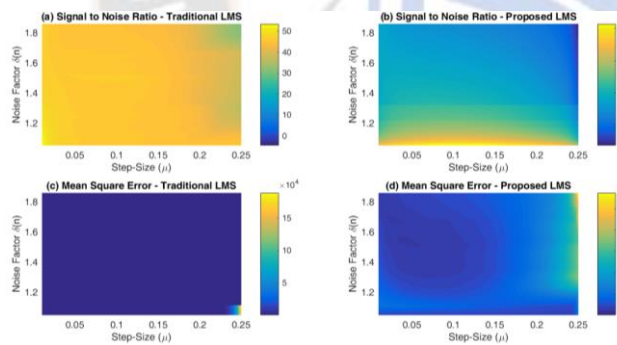 (a) Signal to Noise Ratio - Traditional LMS
Noise Factor δ(n)
1.8
1.6
1.4
1.2
0.05 0.1 0.15 0.2 0.25
Step-Size (μ)
50
40
30
20
10
0
(b) Signal to Noise Ratio - Proposed LMS
Noise Factor δ(n)
1.8
1.6
1.4
1.2
0.05 0.1 0.15 0.2 0.25
Step-Size (μ)
(c) Mean Square Error - Traditional LMS
Noise Factor δ(n)
1.8
1.6
1.4
1.2
0.05 0.1 0.15 0.2 0.25
Step-Size (μ)
×10⁴
15
10
5
(d) Mean Square Error - Proposed LMS
Noise Factor δ(n)
1.8
1.6
1.4
1.2
0.05 0.1 0.15 0.2 0.25
Step-Size (μ)